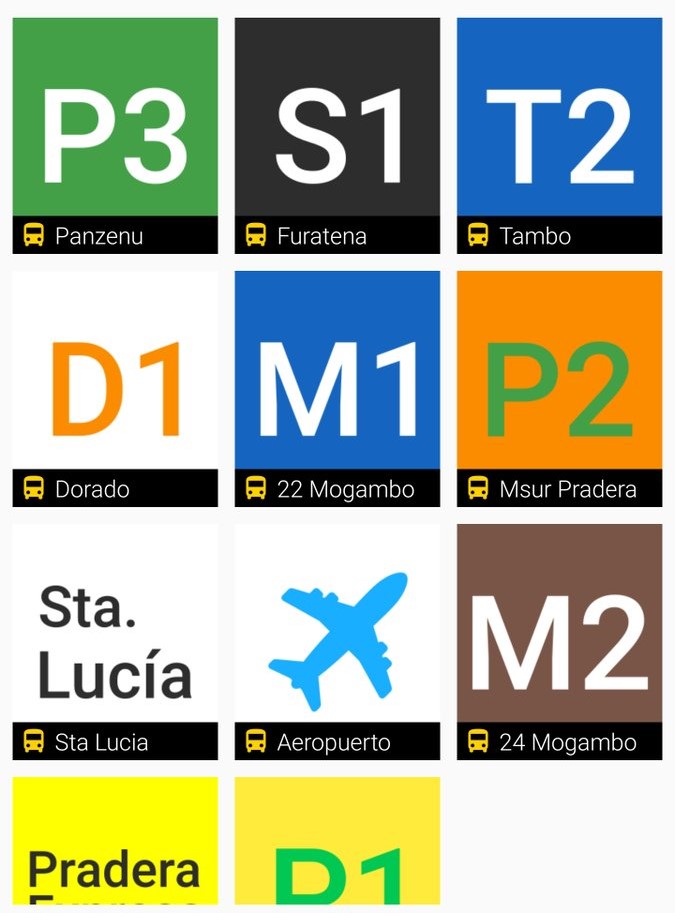 P3
S1
T2
Panzenu
Furatena
Tambo
D1
M1
P2
Dorado
22 Mogambo
Msur Pradera
Sta.
Lucía
M2
Sta Lucia
Aeropuerto
24 Mogambo
Pradera
P1